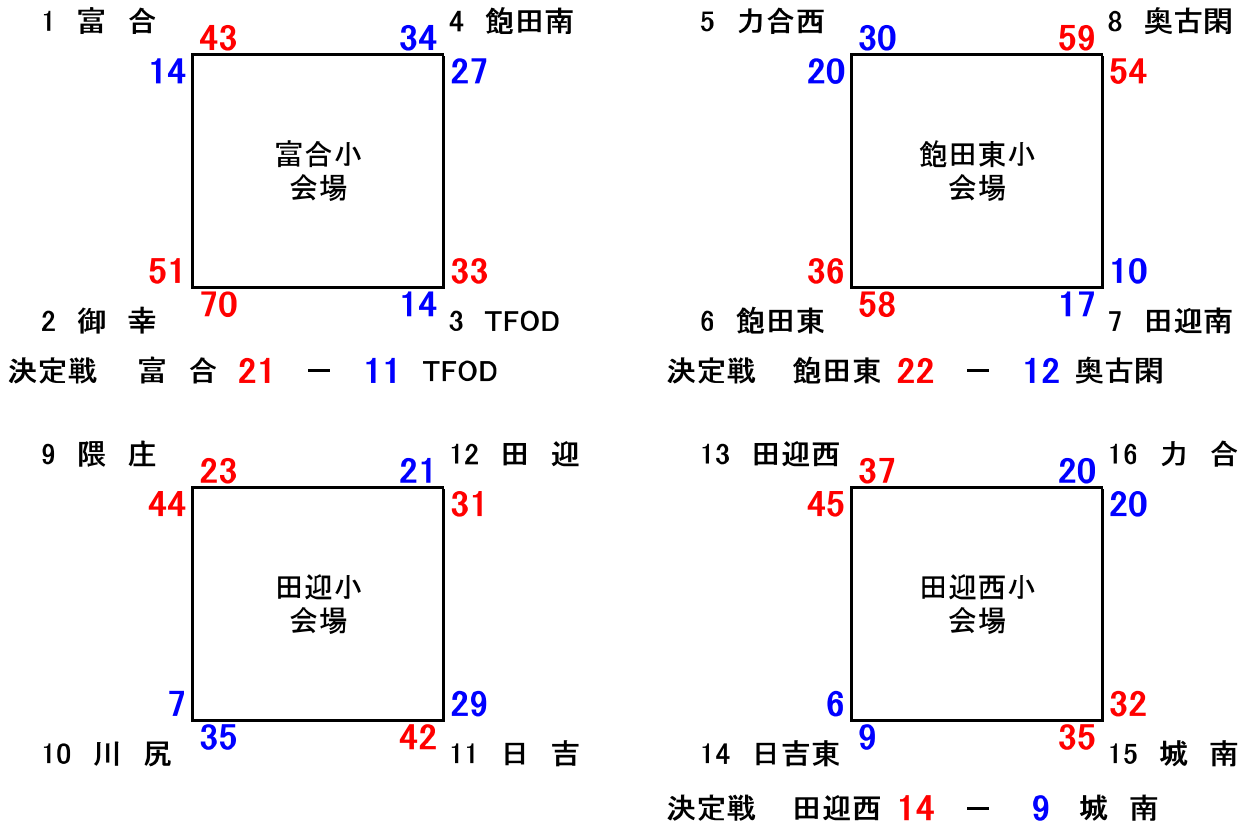 1 富 合 4 飽田南
43 34
14 27
富合小
会場
51 33
70 14
2 御 幸 3 TFOD
決定戦 富 合 21 － 11 TFOD
5 力合西 8 奥古閑
30 59
20 54
飽田東小
会場
36 10
58 17
6 飽田東 7 田迎南
決定戦 飽田東 22 － 12 奥古閑
9 隈 庄 12 田 迎
23 21
44 31
田迎小
会場
7 29
35 42
10 川 尻 11 日 吉
13 田迎西 16 力 合
37 20
45 20
田迎西小
会場
6 32
9 35
14 日吉東 15 城 南
決定戦 田迎西 14 － 9 城 南